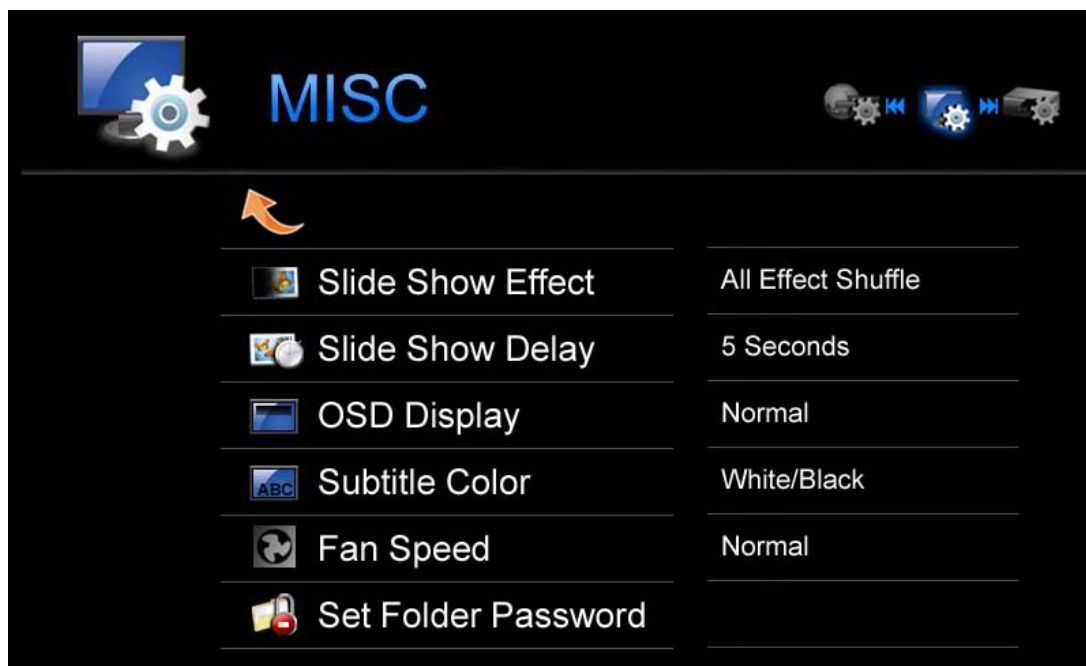 MISC
Slide Show Effect All Effect Shuffle
Slide Show Delay 5 Seconds
OSD Display Normal
ABC Subtitle Color White/Black
Fan Speed Normal
Set Folder Password